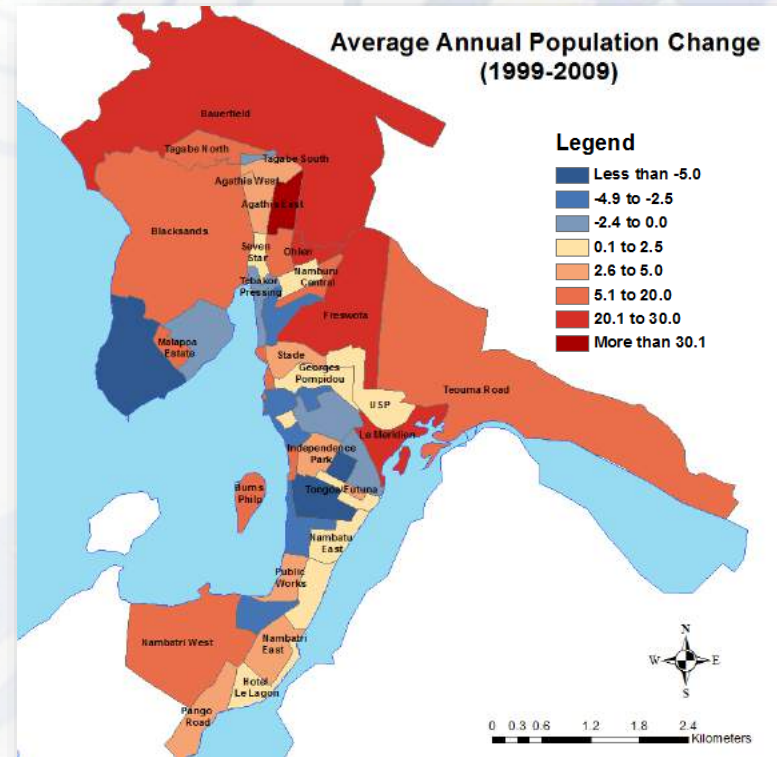 Average Annual Population Change
(1999-2009)
Bauerfield
Tagabe North
Tagabe South
Agathis West
Agathis East
Blacksands
Seven
Star
Ohlen
Tebakor
Pressing
Namburu
Central
Freswota
Malapoa
Estate
Stade
Georges
Pompidou
USP
Teouma Road
Le Meridien
Independence
Park
Burns
Philp
Tongoa/Futuna
Nambatu
East
Public
Works
Nambatri West
Nambatri
East
Hotel
Le Lagon
Pango
Road
Legend
Less than -5.0
-4.9 to -2.5
-2.4 to 0.0
0.1 to 2.5
2.6 to 5.0
5.1 to 20.0
20.1 to 30.0
More than 30.1
N
W E
S
0 0.3 0.6 1.2 1.8 2.4
Kilometers